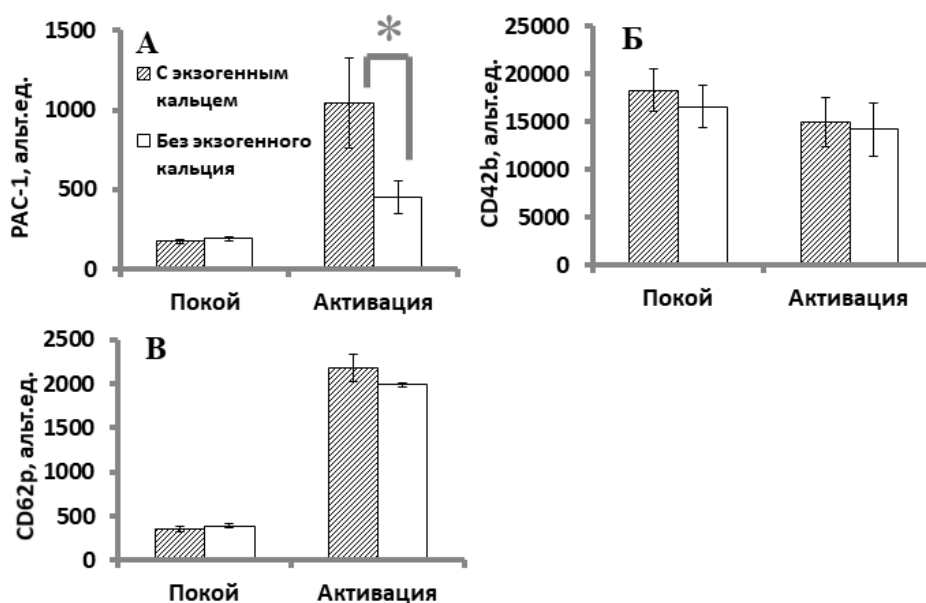 А
PAC-1, альт.ед.
1500
1000
500
0
С экзогенным
кальцем
Без экзогенного
кальция
*
Покой
Активация
Б
CD42b, альт.ед.
25000
20000
15000
10000
5000
0
Покой
Активация
В
CD62p, альт.ед.
2500
2000
1500
1000
500
0
Покой
Активация